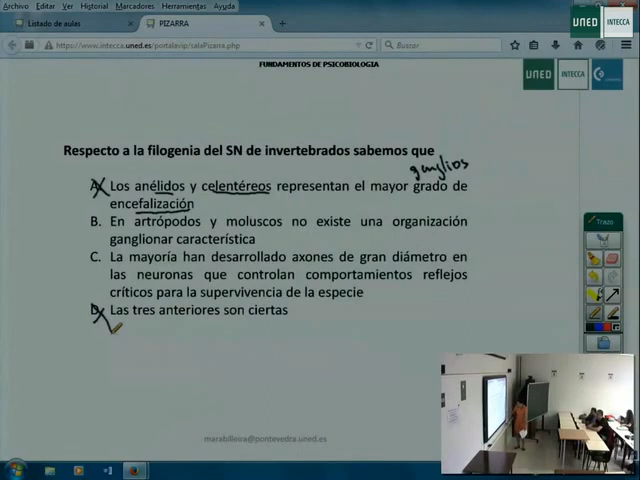 Archivo Editar Ver Historial Marcadores Herramientas Ayuda
Listado de aulas
PIZARRA
https://www.intecca.uned.es/portalavip/salaPizarra.php
Buscar
UNED INTECCA
FUNDAMENTOS DE PSICOBIOLOGIA
UNED INTECCA
Respecto a la filogenia del SN de invertebrados sabemos que
ganglios
A. Los anélidos y celentéreos representan el mayor grado de
encefalización
B. En artrópodos y moluscos no existe una organización
ganglionar característica
C. La mayoría han desarrollado axones de gran diámetro en
las neuronas que controlan comportamientos reflejos
críticos para la supervivencia de la especie
D. Las tres anteriores son ciertas
Trazo
marabilleira@pontevedra.uned.es